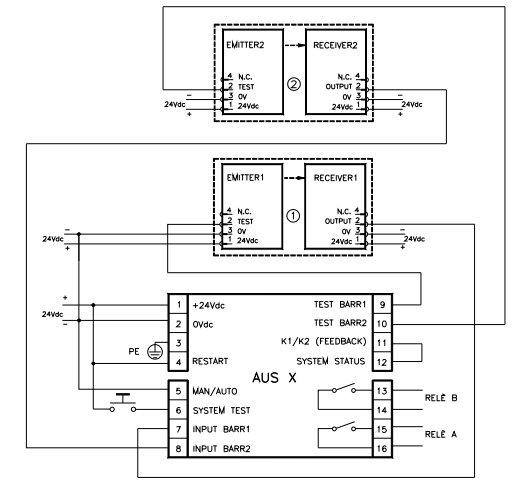 EMITTER2 RECEIVER2
4 N.C. N.C. 4
2 TEST OUTPUT 2
3 0V 0V 3
1 24Vdc 24Vdc 1
24Vdc − + 2 − + 24Vdc
EMITTER1 RECEIVER1
4 N.C. N.C. 4
2 TEST OUTPUT 2
3 0V 0V 3
1 24Vdc 24Vdc 1
24Vdc − + 1 − + 24Vdc
24Vdc + −
1 +24Vdc TEST BARR1 9
2 0Vdc TEST BARR2 10
PE 3 K1/K2 (FEEDBACK) 11
4 RESTART SYSTEM STATUS 12
AUS X
5 MAN/AUTO 13
6 SYSTEM TEST 14
RELÈ B
7 INPUT BARR1 15
8 INPUT BARR2 16
RELÈ A